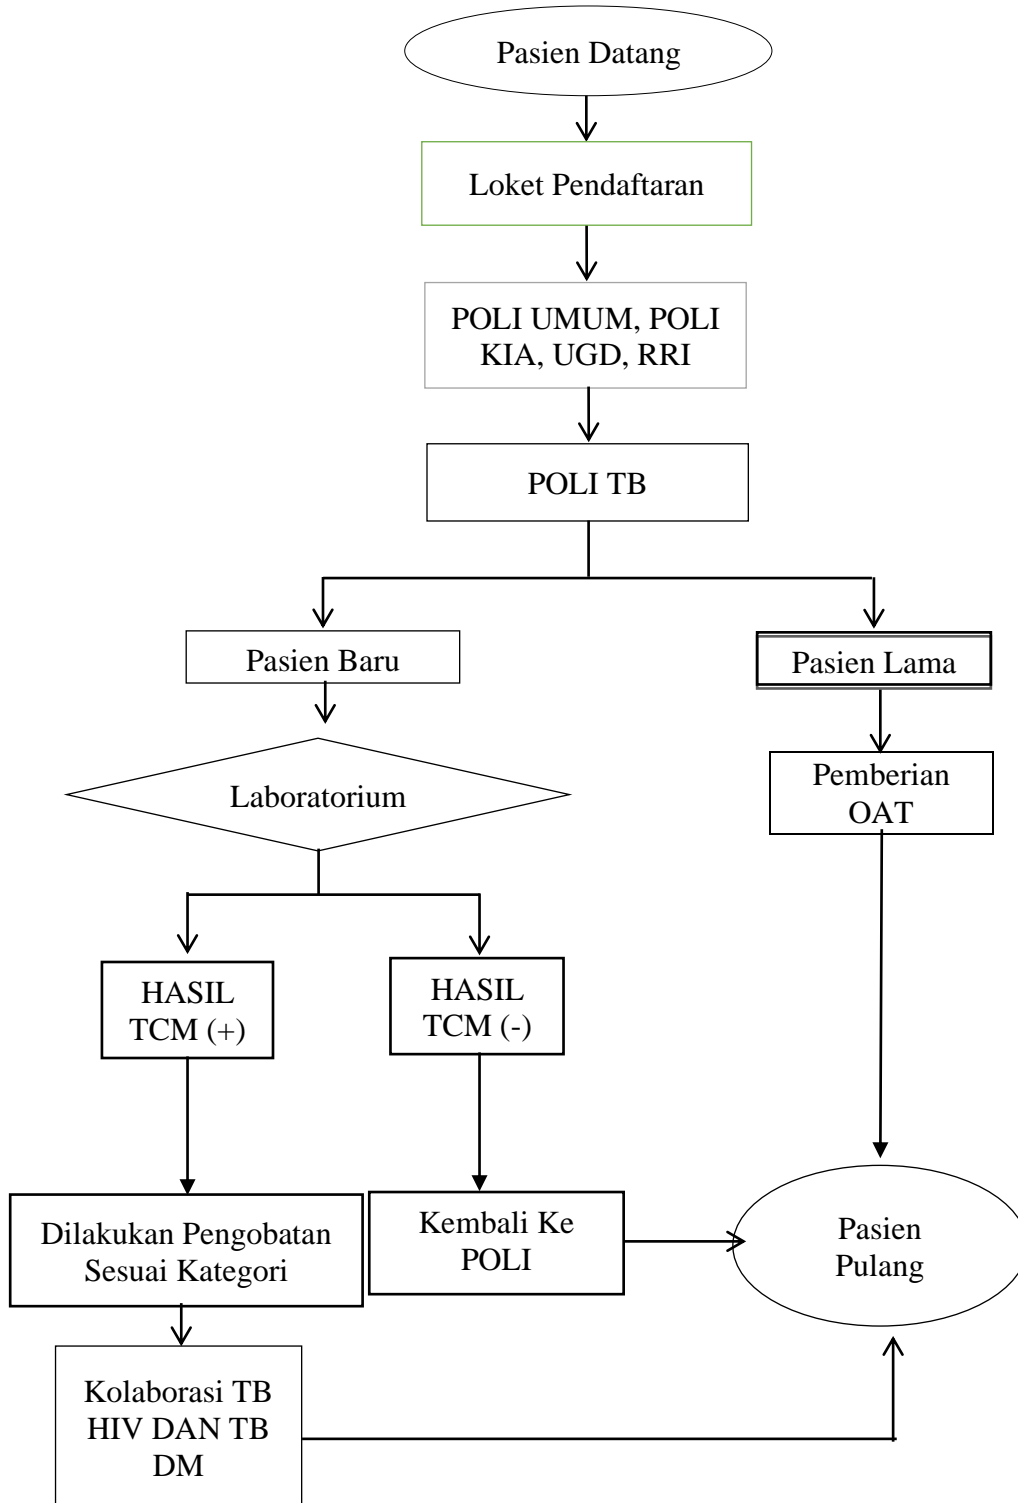 Pasien Datang
Loket Pendaftaran
POLI UMUM, POLI
KIA, UGD, RRI
POLI TB
Pasien Baru
Pasien Lama
Laboratorium
Pemberian
OAT
HASIL
TCM (+)
HASIL
TCM (-)
Dilakukan Pengobatan
Sesuai Kategori
Kembali Ke
POLI
Pasien
Pulang
Kolaborasi TB
HIV DAN TB
DM